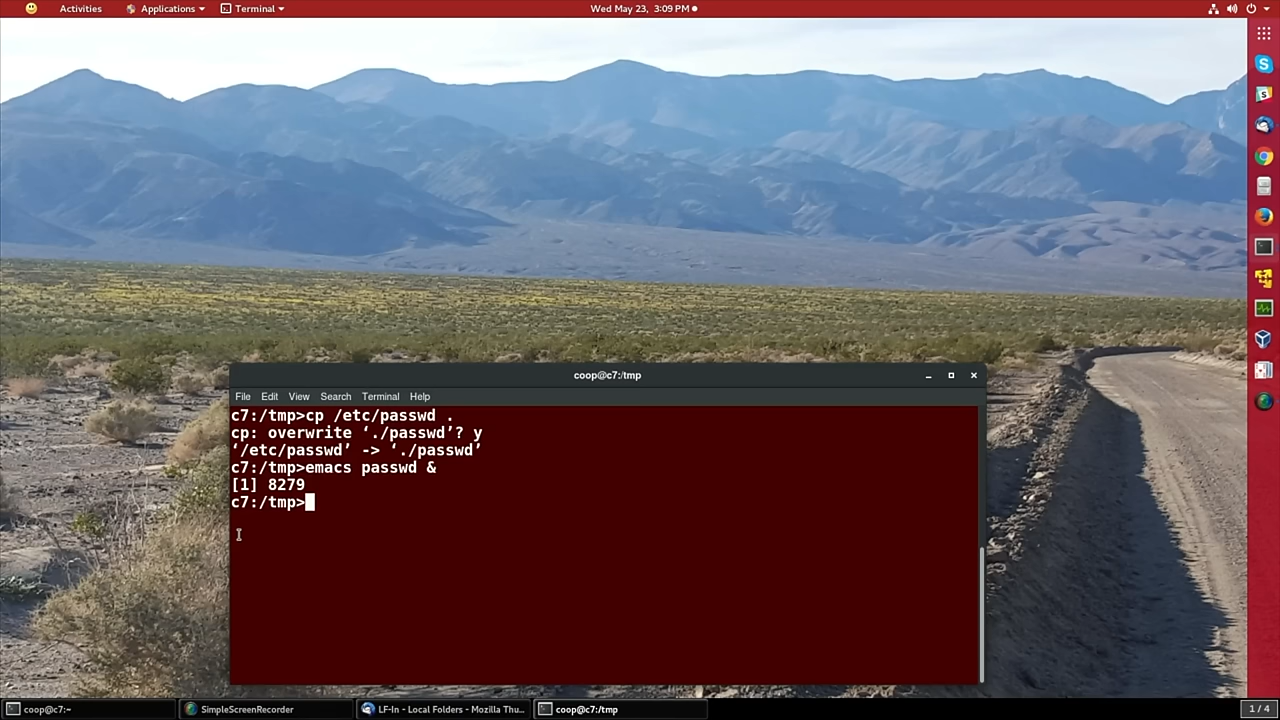 Activities Applications Terminal Wed May 23, 3:09 PM
coop@c7:/tmp
File Edit View Search Terminal Help
c7:/tmp>cp /etc/passwd .
cp: overwrite ‘./passwd’? y
‘/etc/passwd’ -> ‘./passwd’
c7:/tmp>emacs passwd &
[1] 8279
c7:/tmp>
coop@c7:~ SimpleScreenRecorder LF-In - Local Folders - Mozilla Thu... coop@c7:/tmp 1 / 4